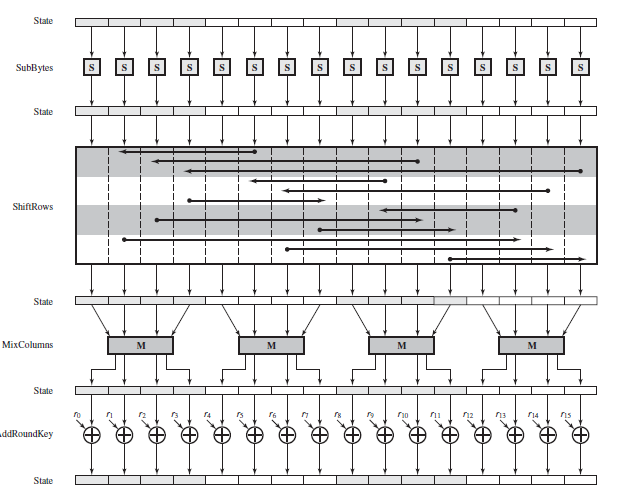 State
SubBytes S S S S S S S S S S S S S S S S
State
ShiftRows
State
MixColumns M M M M
State
r0 r1 r2 r3 r4 r5 r6 r7 r8 r9 r10 r11 r12 r13 r14 r15
AddRoundKey
State